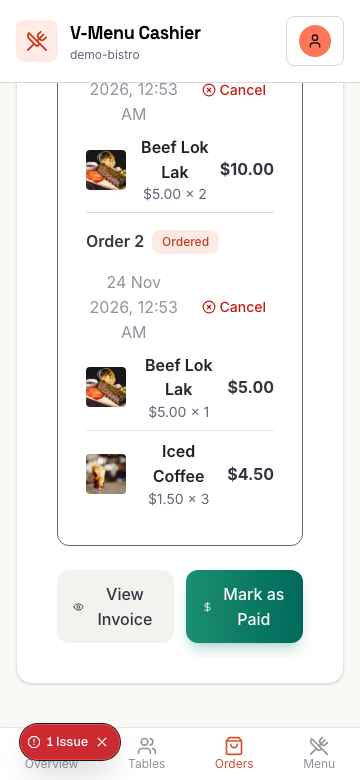 V-Menu Cashier
demo-bistro
2026, 12:53
AM
Cancel
Beef Lok
Lak
$10.00
$5.00 × 2
Order 2
Ordered
24 Nov
2026, 12:53
AM
Cancel
Beef Lok
Lak
$5.00
$5.00 × 1
Iced
Coffee
$4.50
$1.50 × 3
View
Invoice
$
Mark as
Paid
1 Issue
Overview
Tables
Orders
Menu